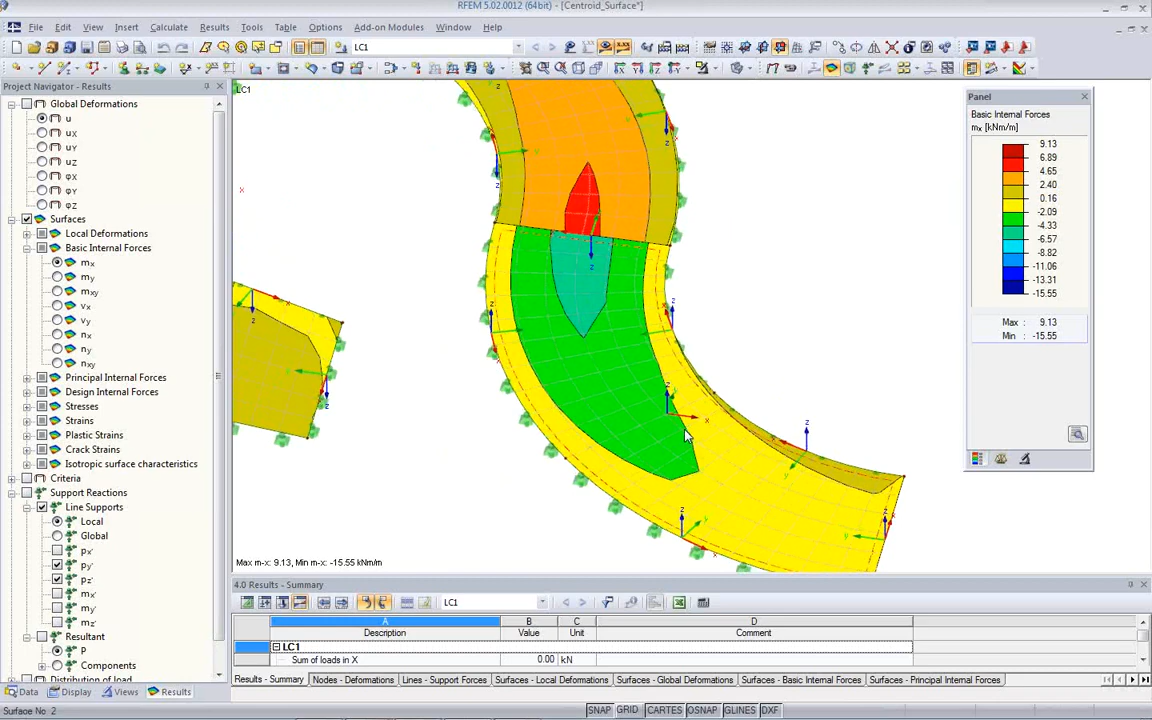 RFEM 5.02.0012 (64bit) - [Centroid_Surface*]
File Edit View Insert Calculate Results Tools Table Options Add-on Modules Window Help
LC1
Project Navigator - Results
Global Deformations
u
uX
uY
uZ
φX
φY
φZ
Surfaces
Local Deformations
Basic Internal Forces
mx
my
mxy
vx
vy
nx
ny
nxy
Principal Internal Forces
Design Internal Forces
Stresses
Strains
Plastic Strains
Crack Strains
Isotropic surface characteristics
Criteria
Support Reactions
Line Supports
Local
Global
px'
py'
pz'
mx'
my'
mz'
Resultant
P
Components
Distribution of load
Data Display Views Results
LC1
Max m-x: 9.13, Min m-x: -15.55 kNm/m
Panel
Basic Internal Forces
mx [kNm/m]
9.13
6.89
4.65
2.40
0.16
-2.09
-4.33
-6.57
-8.82
-11.06
-13.31
-15.55
Max : 9.13
Min : -15.55
4.0 Results - Summary
LC1
A B C D
Description Value Unit Comment
LC1
Sum of loads in X 0.00 kN
Results - Summary Nodes - Deformations Lines - Support Forces Surfaces - Local Deformations Surfaces - Global Deformations Surfaces - Basic Internal Forces Surfaces - Principal Internal Forces
Surface No. 2
SNAP GRID CARTES OSNAP GLINES DXF